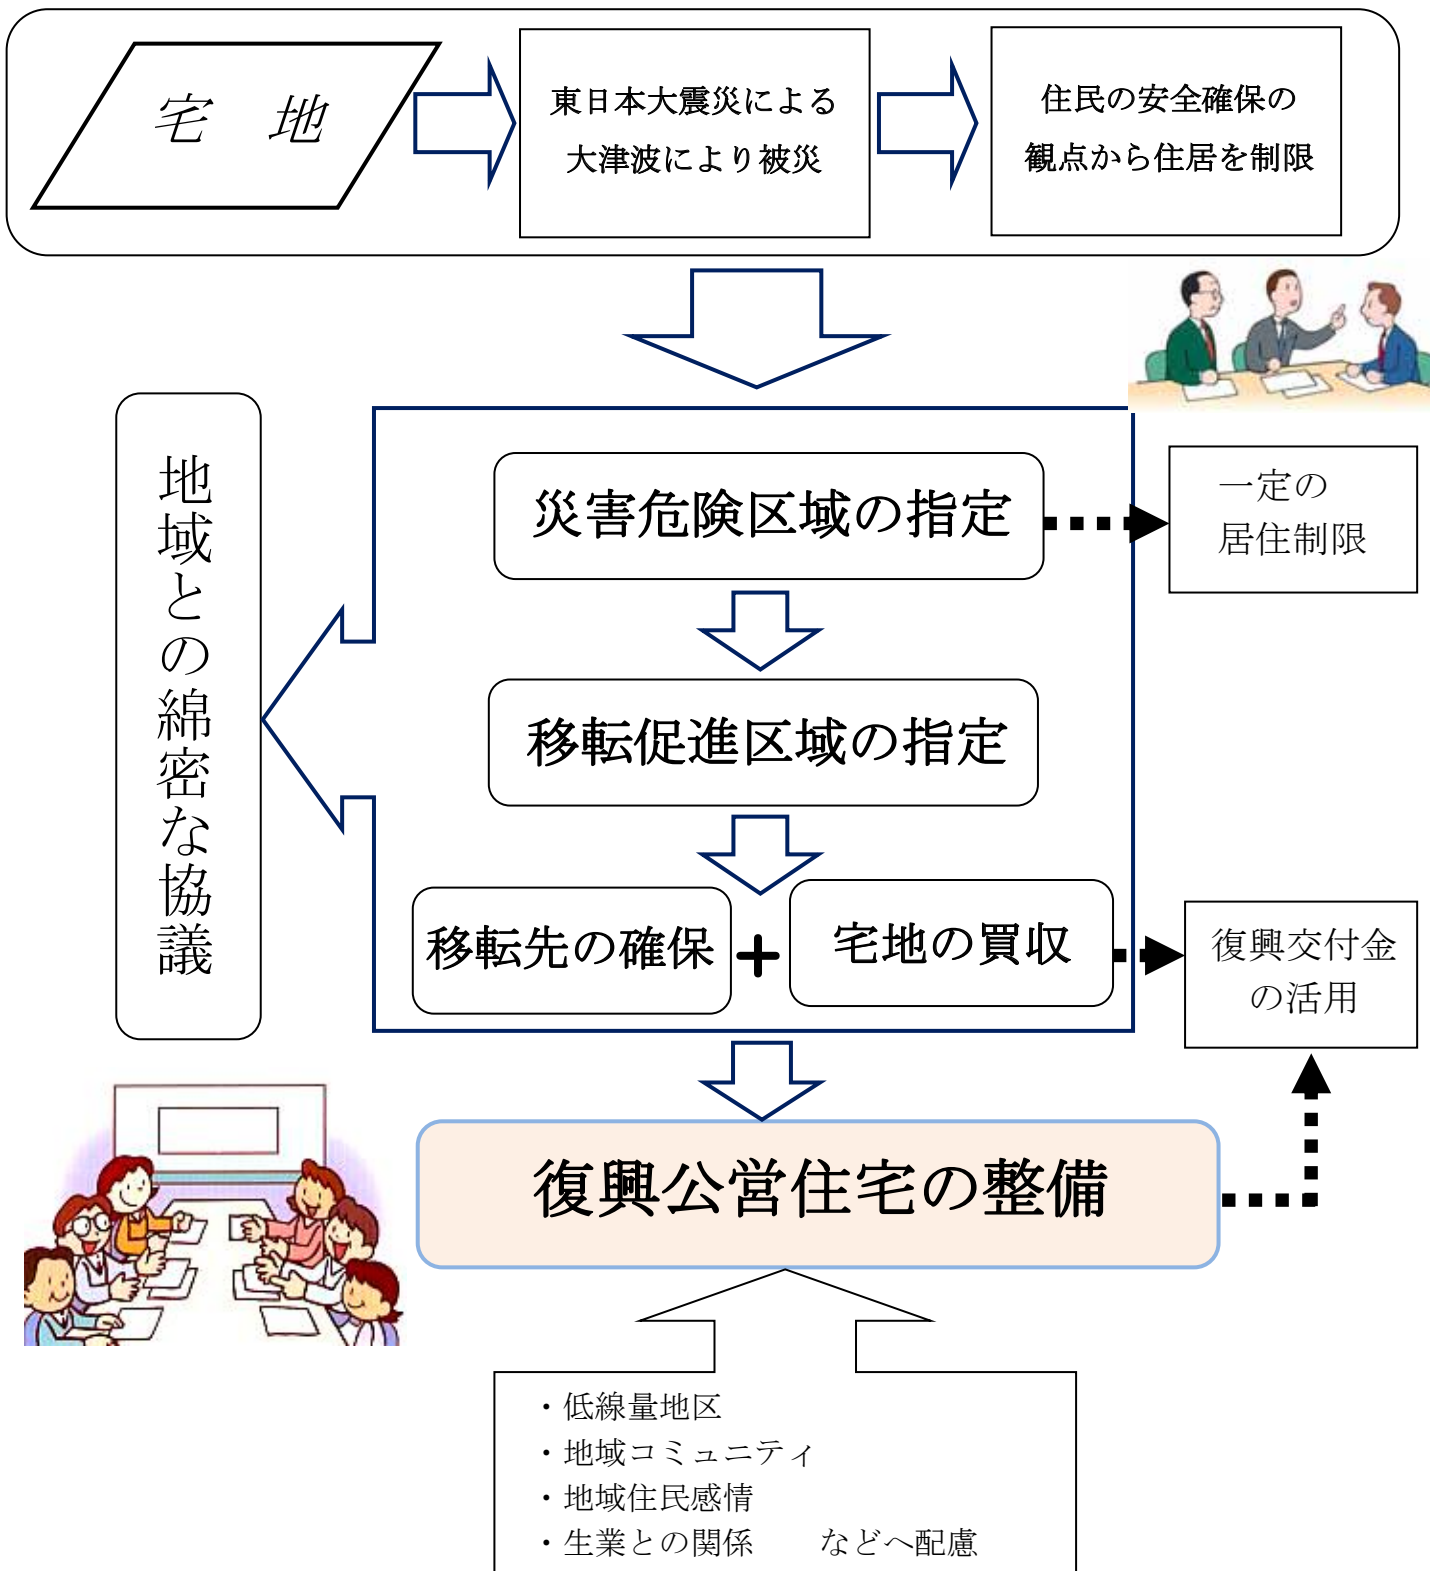 宅　地
東日本大震災による
大津波により被災
住民の安全確保の
観点から住居を制限
地域との綿密な協議
災害危険区域の指定
一定の
居住制限
移転促進区域の指定
移転先の確保
+
宅地の買収
復興交付金
の活用
復興公営住宅の整備
・低線量地区
・地域コミュニティ
・地域住民感情
・生業との関係　　などへ配慮